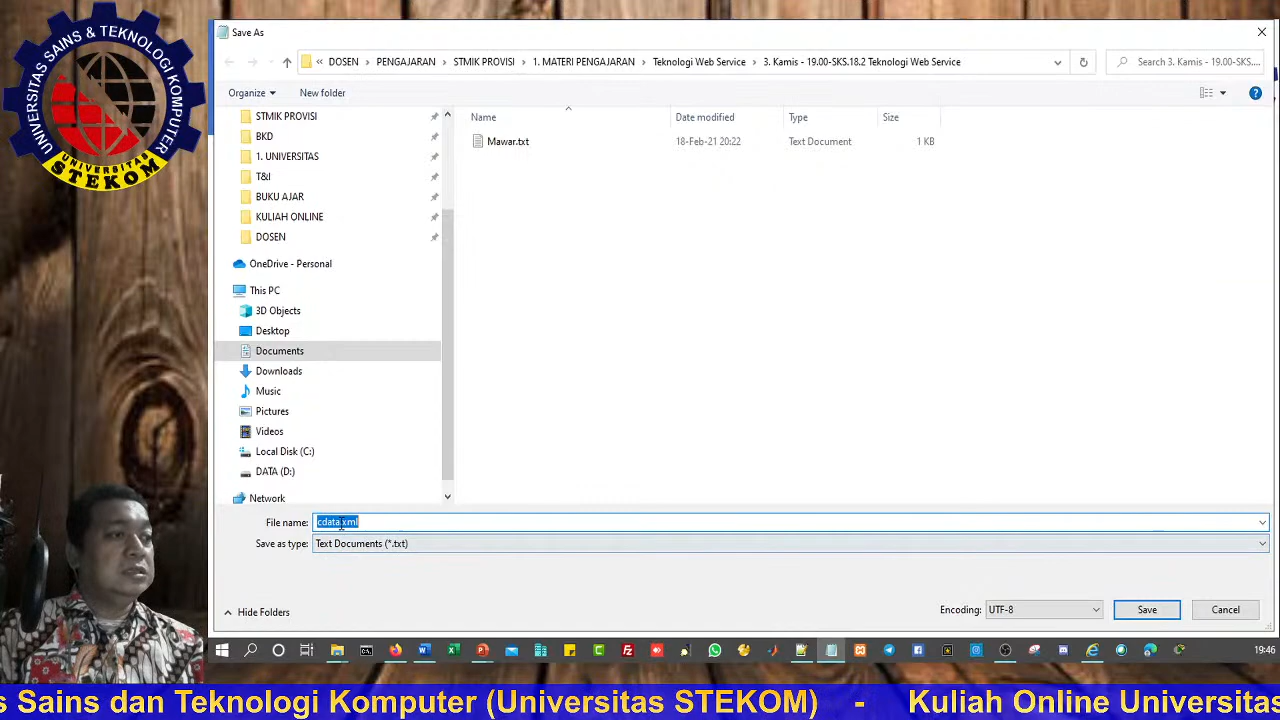 UNIVERSITAS SAINS & TEKNOLOGI KOMPUTER
UNIVERSITAS
STEKOM
Save As
« DOSEN › PENGAJARAN › STMIK PROVISI › 1. MATERI PENGAJARAN › Teknologi Web Service › 3. Kamis - 19.00-SKS.18.2 Teknologi Web Service
Search 3. Kamis - 19.00-SKS....
Organize
New folder
STMIK PROVISI
BKD
1. UNIVERSITAS
T&I
BUKU AJAR
KULIAH ONLINE
DOSEN
OneDrive - Personal
This PC
3D Objects
Desktop
Documents
Downloads
Music
Pictures
Videos
Local Disk (C:)
DATA (D:)
Network
Name Date modified Type Size
Mawar.txt 18-Feb-21 20:22 Text Document 1 KB
File name: cdata.xml
Save as type: Text Documents (*.txt)
Hide Folders
Encoding: UTF-8
Save
Cancel
19:46
s Sains dan Teknologi Komputer (Universitas STEKOM) - Kuliah Online Universitas